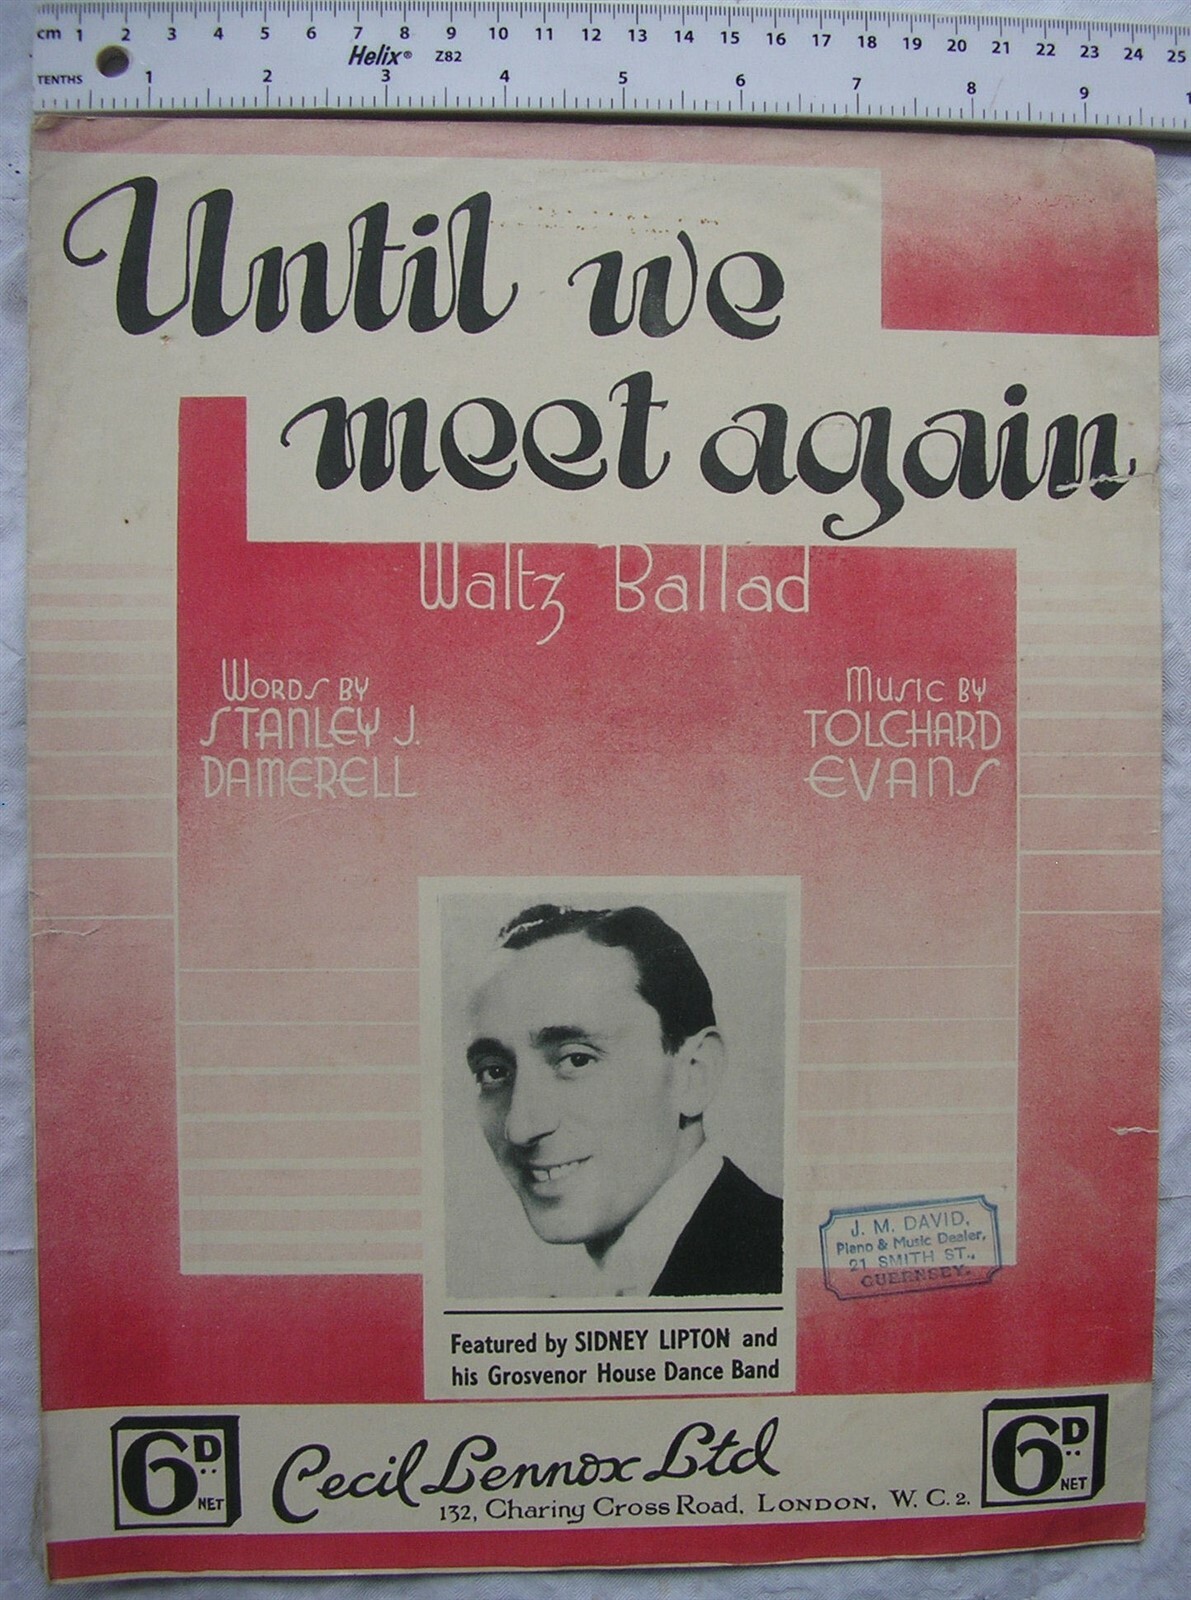 cm 1 2 3 4 5 6 7 8 9 10 11 12 13 14 15 16 17 18 19 20 21 22 23 24 25
Helix® Z82
TENTHS 1 2 3 4 5 6 7 8 9 1
Until we
meet again
Waltz Ballad
WORDS BY
STANLEY J.
DAMERELL
MUSIC BY
TOLCHARD
EVANS
J. M. DAVID,
Piano & Music Dealer,
21 SMITH ST.,
GUERNSEY.
Featured by SIDNEY LIPTON and
his Grosvenor House Dance Band
6D..
NET
Cecil Lennox Ltd
132, Charing Cross Road, LONDON, W. C. 2.
6D..
NET